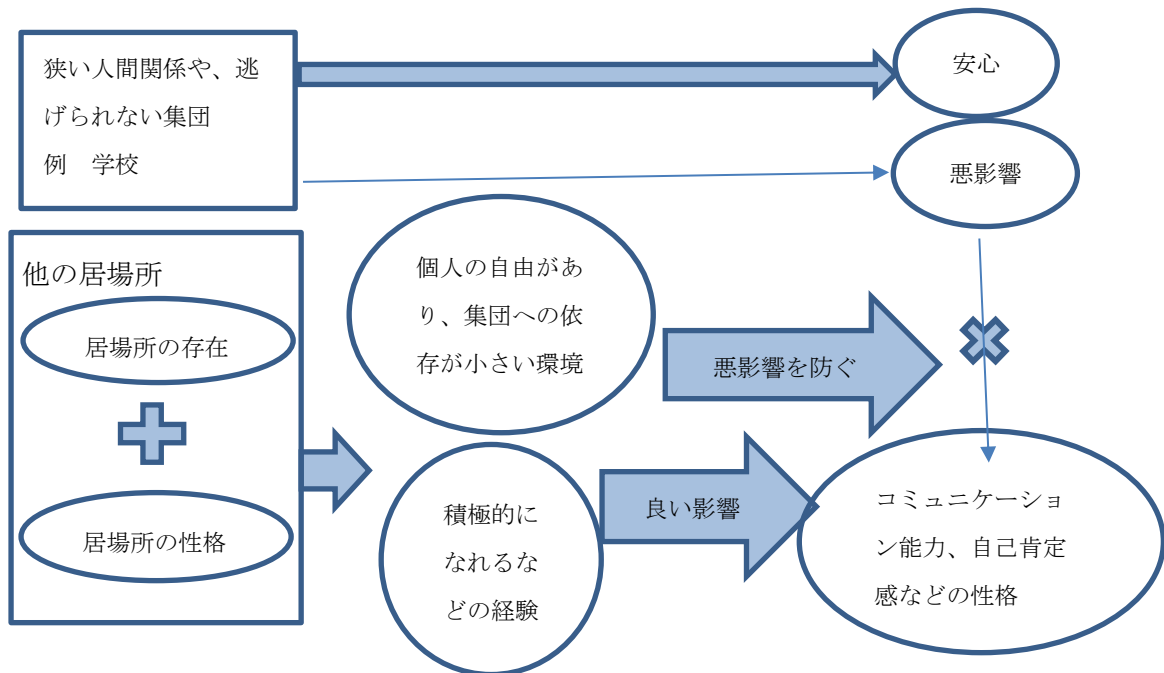 狭い人間関係や、逃
げられない集団
例　学校
安心
悪影響
他の居場所
居場所の存在
居場所の性格
個人の自由があ
り、集団への依
存が小さい環境
悪影響を防ぐ
積極的に
なれるな
どの経験
良い影響
コミュニケーショ
ン能力、自己肯定
感などの性格